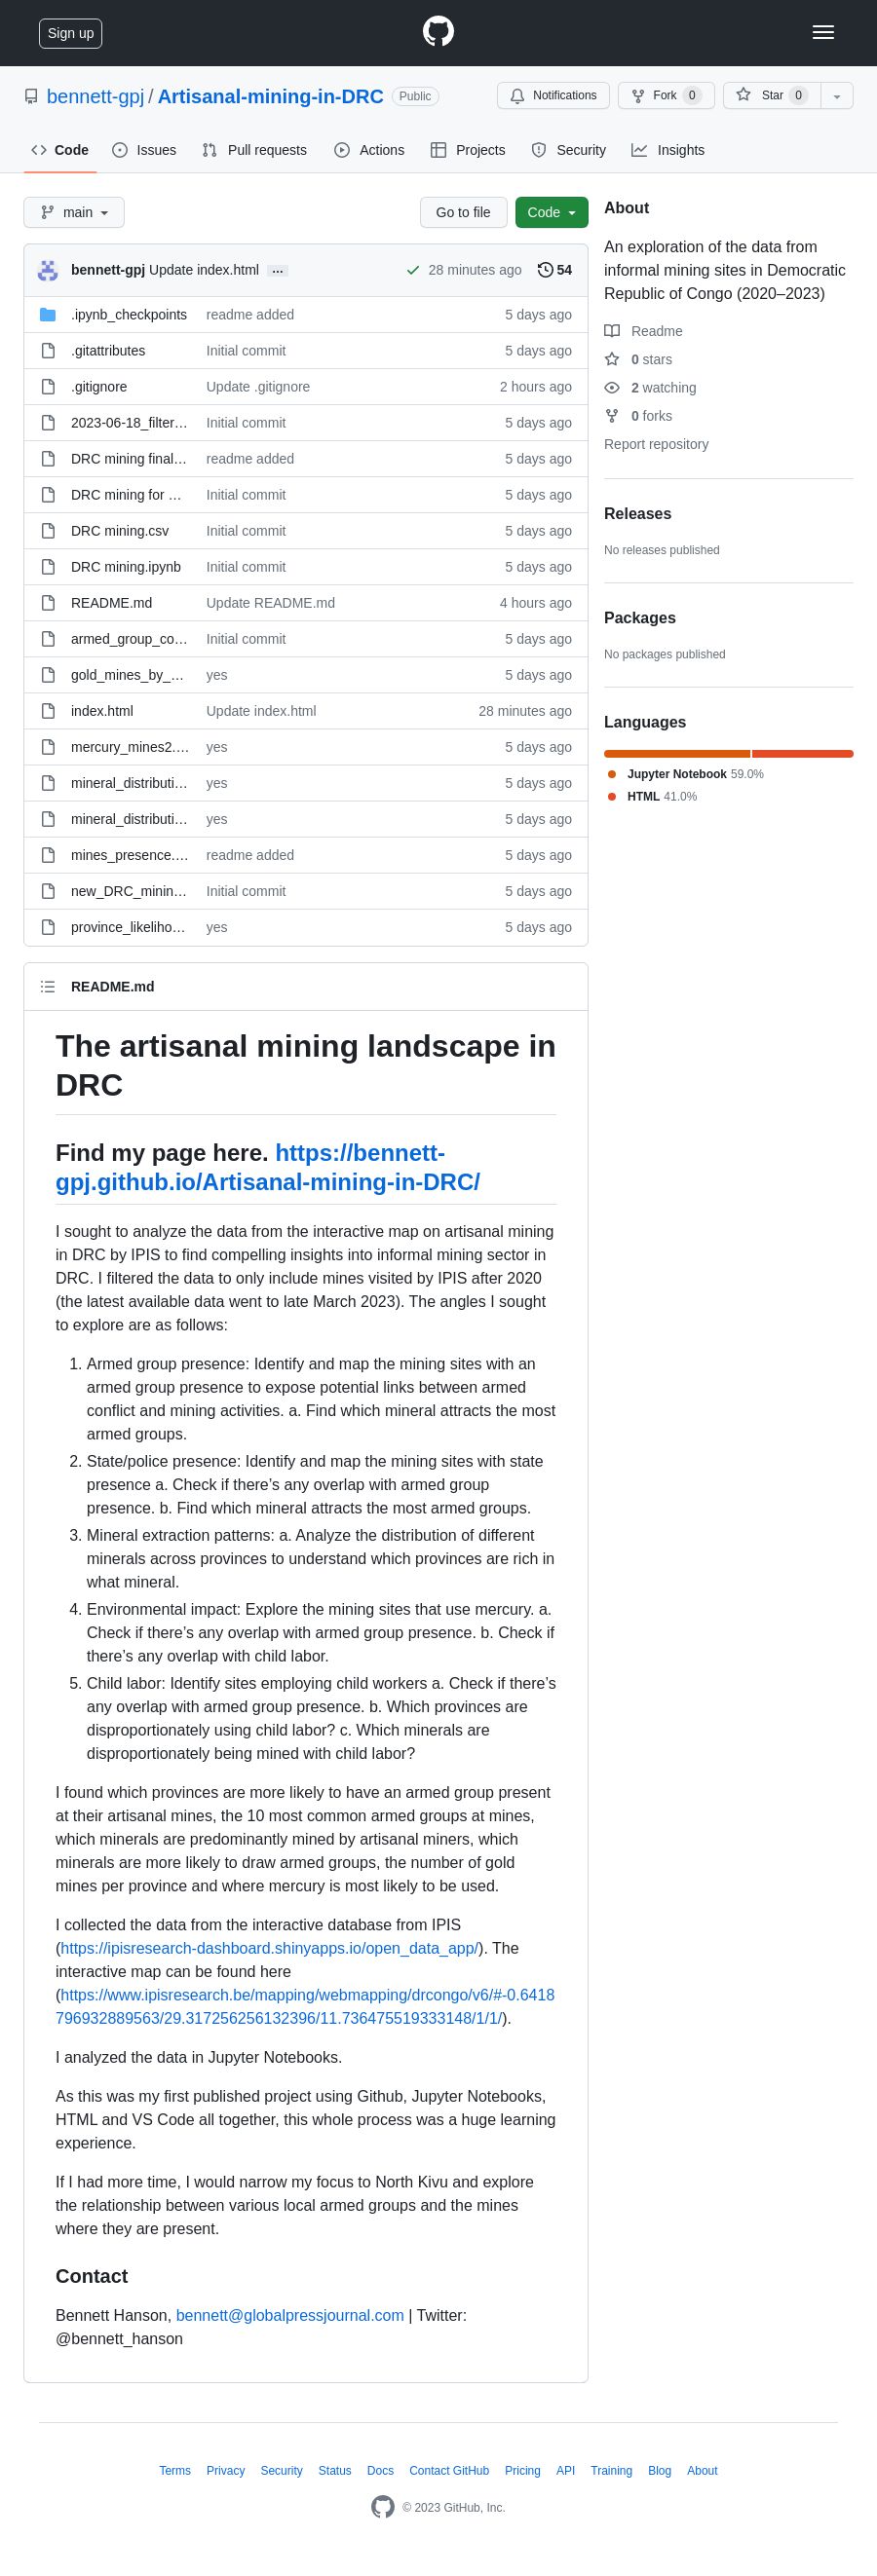 Sign up
bennett-gpj / Artisanal-mining-in-DRC Public
Notifications Fork 0 Star 0
Code Issues Pull requests Actions Projects Security Insights
main Go to file Code
bennett-gpj Update index.html ... 28 minutes ago 54
.ipynb_checkpoints readme added 5 days ago
.gitattributes Initial commit 5 days ago
.gitignore Update .gitignore 2 hours ago
2023-06-18_filter… Initial commit 5 days ago
DRC mining final… readme added 5 days ago
DRC mining for … Initial commit 5 days ago
DRC mining.csv Initial commit 5 days ago
DRC mining.ipynb Initial commit 5 days ago
README.md Update README.md 4 hours ago
armed_group_co… Initial commit 5 days ago
gold_mines_by_… yes 5 days ago
index.html Update index.html 28 minutes ago
mercury_mines2.… yes 5 days ago
mineral_distributi… yes 5 days ago
mineral_distributi… yes 5 days ago
mines_presence.… readme added 5 days ago
new_DRC_minin… Initial commit 5 days ago
province_likeliho… yes 5 days ago
README.md
The artisanal mining landscape in
DRC
Find my page here. https://bennett-
gpj.github.io/Artisanal-mining-in-DRC/
I sought to analyze the data from the interactive map on artisanal mining
in DRC by IPIS to find compelling insights into informal mining sector in
DRC. I filtered the data to only include mines visited by IPIS after 2020
(the latest available data went to late March 2023). The angles I sought
to explore are as follows:
1. Armed group presence: Identify and map the mining sites with an
armed group presence to expose potential links between armed
conflict and mining activities. a. Find which mineral attracts the most
armed groups.
2. State/police presence: Identify and map the mining sites with state
presence a. Check if there’s any overlap with armed group
presence. b. Find which mineral attracts the most armed groups.
3. Mineral extraction patterns: a. Analyze the distribution of different
minerals across provinces to understand which provinces are rich in
what mineral.
4. Environmental impact: Explore the mining sites that use mercury. a.
Check if there’s any overlap with armed group presence. b. Check if
there’s any overlap with child labor.
5. Child labor: Identify sites employing child workers a. Check if there’s
any overlap with armed group presence. b. Which provinces are
disproportionately using child labor? c. Which minerals are
disproportionately being mined with child labor?
I found which provinces are more likely to have an armed group present
at their artisanal mines, the 10 most common armed groups at mines,
which minerals are predominantly mined by artisanal miners, which
minerals are more likely to draw armed groups, the number of gold
mines per province and where mercury is most likely to be used.
I collected the data from the interactive database from IPIS
(https://ipisresearch-dashboard.shinyapps.io/open_data_app/). The
interactive map can be found here
(https://www.ipisresearch.be/mapping/webmapping/drcongo/v6/#-0.6418
796932889563/29.317256256132396/11.736475519333148/1/1/).
I analyzed the data in Jupyter Notebooks.
As this was my first published project using Github, Jupyter Notebooks,
HTML and VS Code all together, this whole process was a huge learning
experience.
If I had more time, I would narrow my focus to North Kivu and explore
the relationship between various local armed groups and the mines
where they are present.
Contact
Bennett Hanson, bennett@globalpressjournal.com | Twitter:
@bennett_hanson
About
An exploration of the data from
informal mining sites in Democratic
Republic of Congo (2020–2023)
Readme
0 stars
2 watching
0 forks
Report repository
Releases
No releases published
Packages
No packages published
Languages
Jupyter Notebook 59.0%
HTML 41.0%
Terms Privacy Security Status Docs Contact GitHub Pricing API Training Blog About
© 2023 GitHub, Inc.